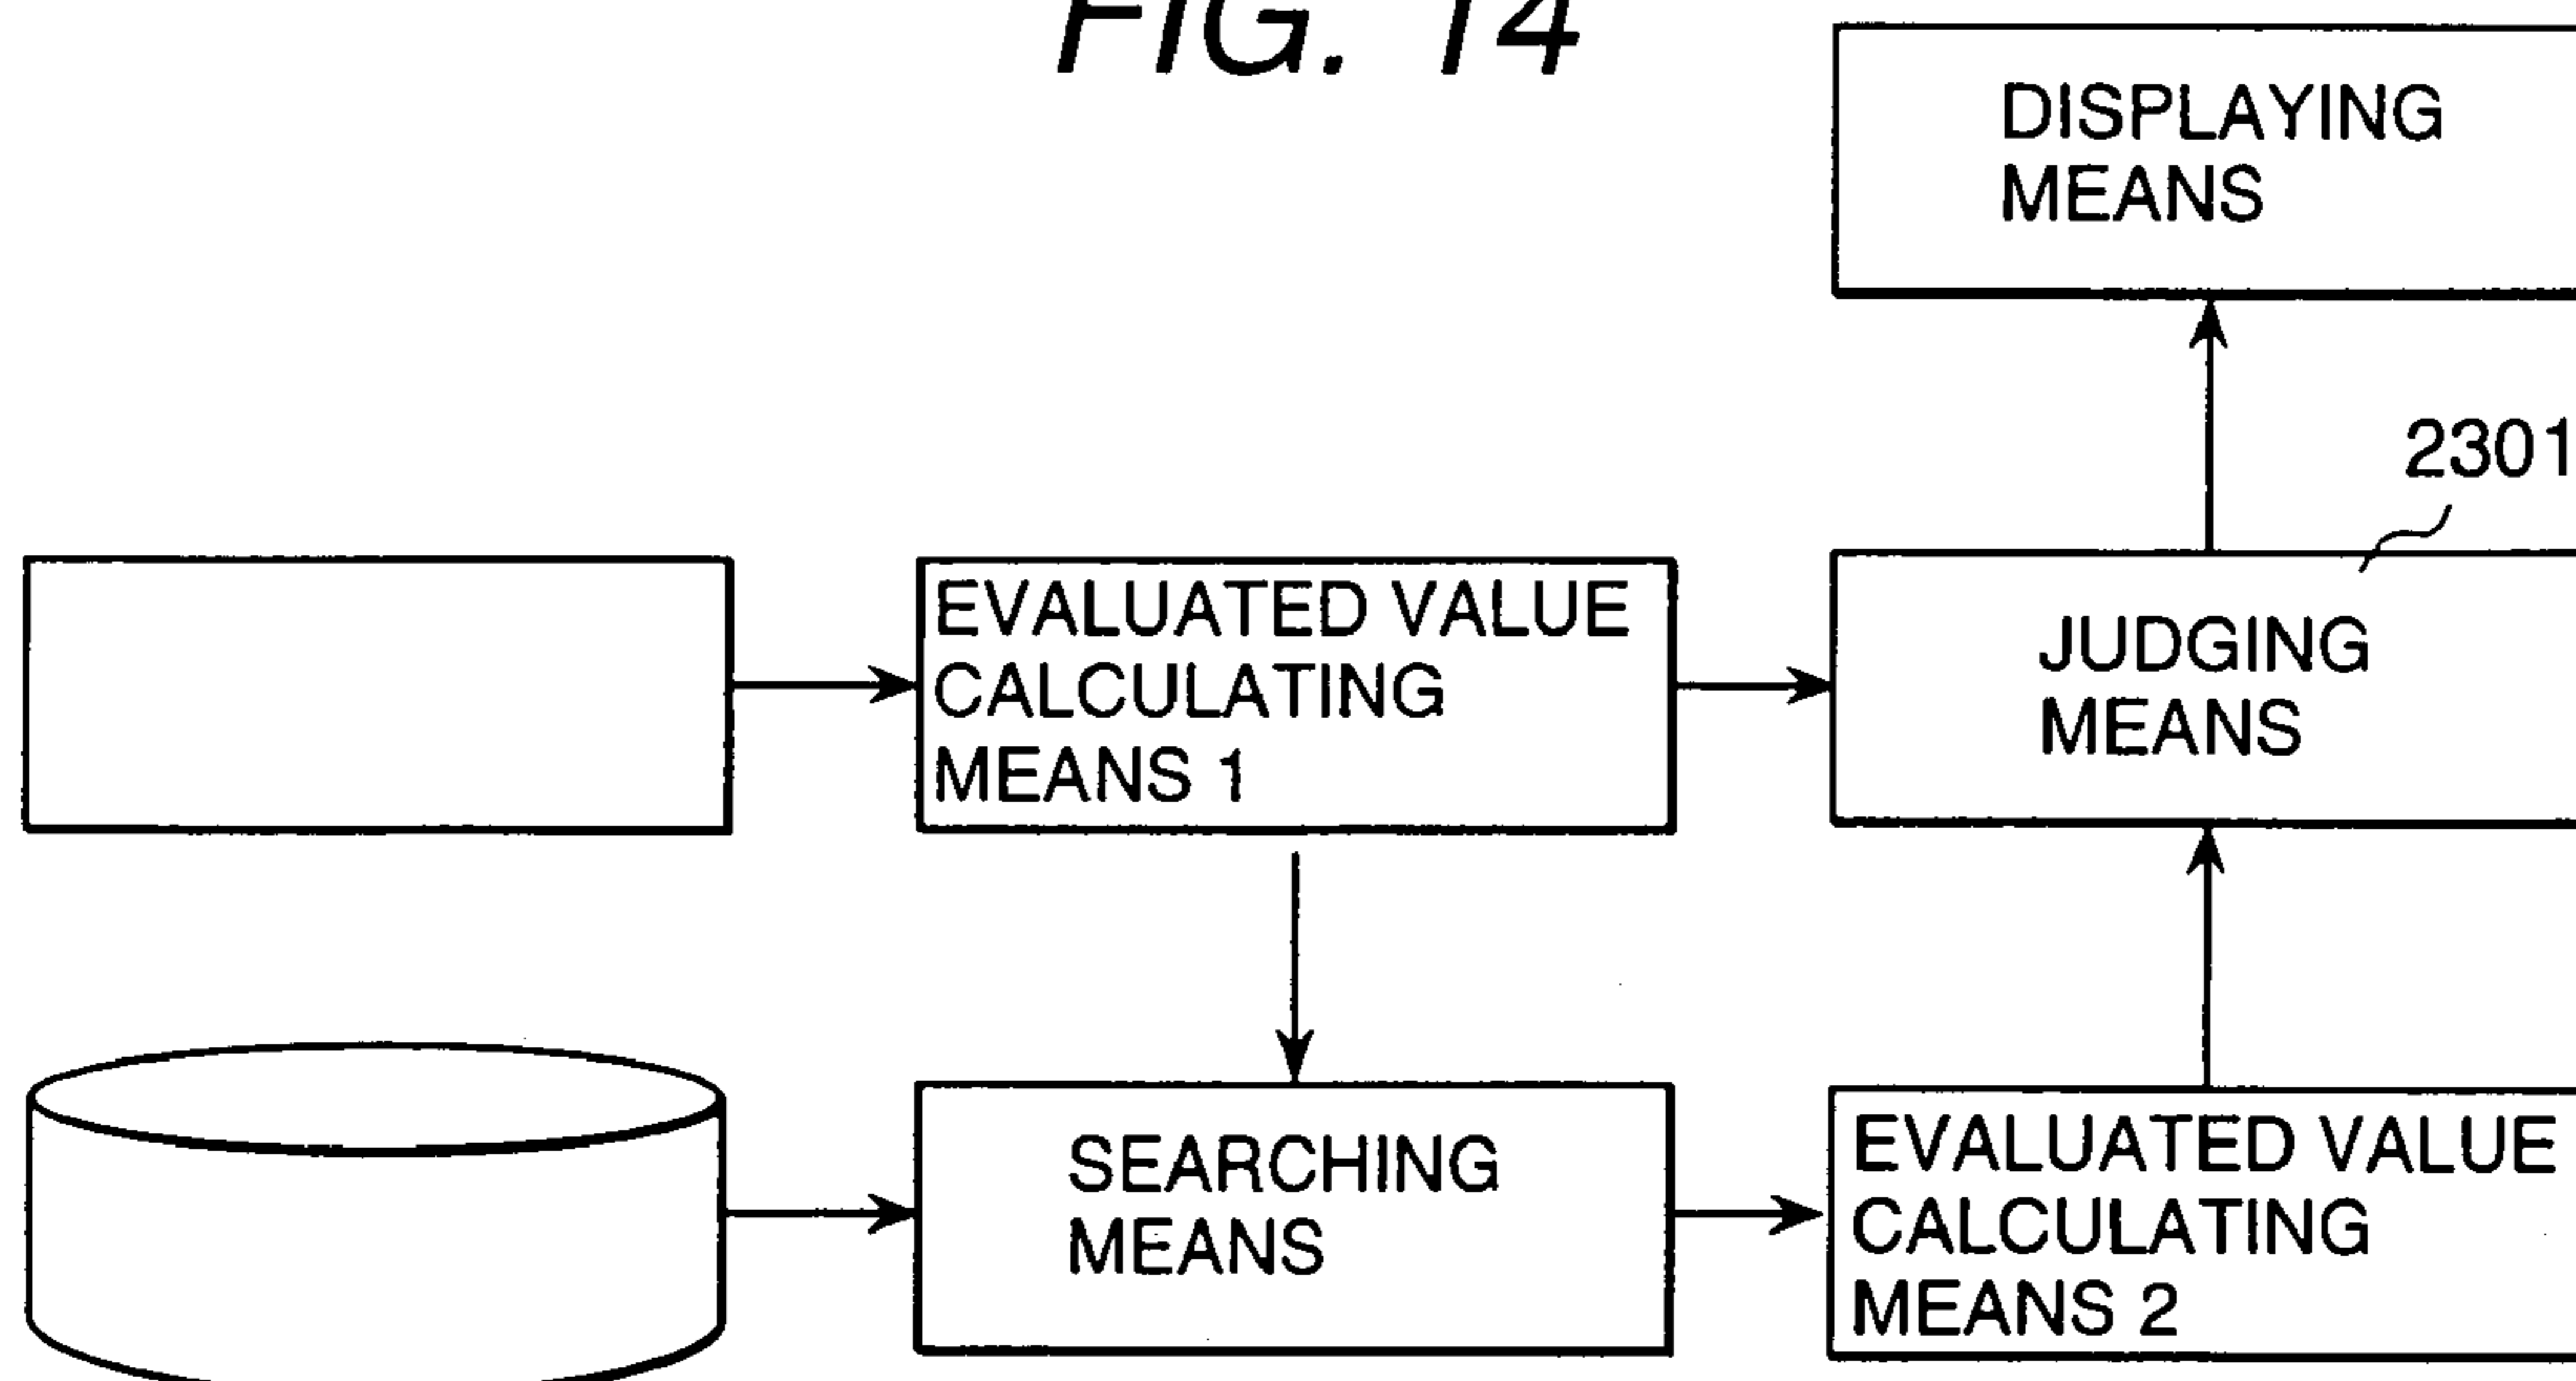 FIG. 14
DISPLAYING
MEANS
2301
EVALUATED VALUE
CALCULATING
MEANS 1
JUDGING
MEANS
SEARCHING
MEANS
EVALUATED VALUE
CALCULATING
MEANS 2